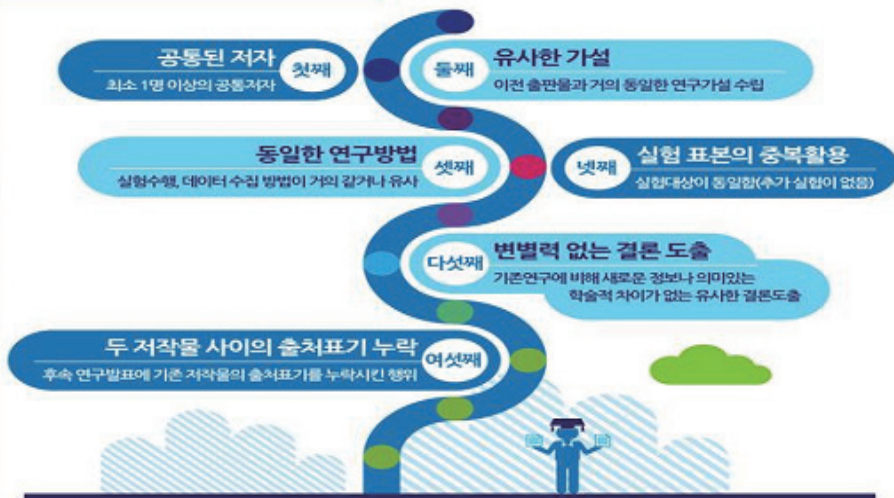 공통된 저자
최소 1명 이상의 공통저자
첫째
둘째
유사한 가설
이전 출판물과 거의 동일한 연구가설 수립
동일한 연구방법
실험수행, 데이터 수집 방법이 거의 같거나 유사
셋째
넷째
실험 표본의 중복활용
실험대상이 동일함(추가 실험이 없음)
다섯째
변별력 없는 결론 도출
기존연구에 비해 새로운 정보나 의미있는
학술적 차이가 없는 유사한 결론도출
두 저작물 사이의 출처표기 누락
후속 연구발표에 기존 저작물의 출처표기를 누락시킨 행위
여섯째